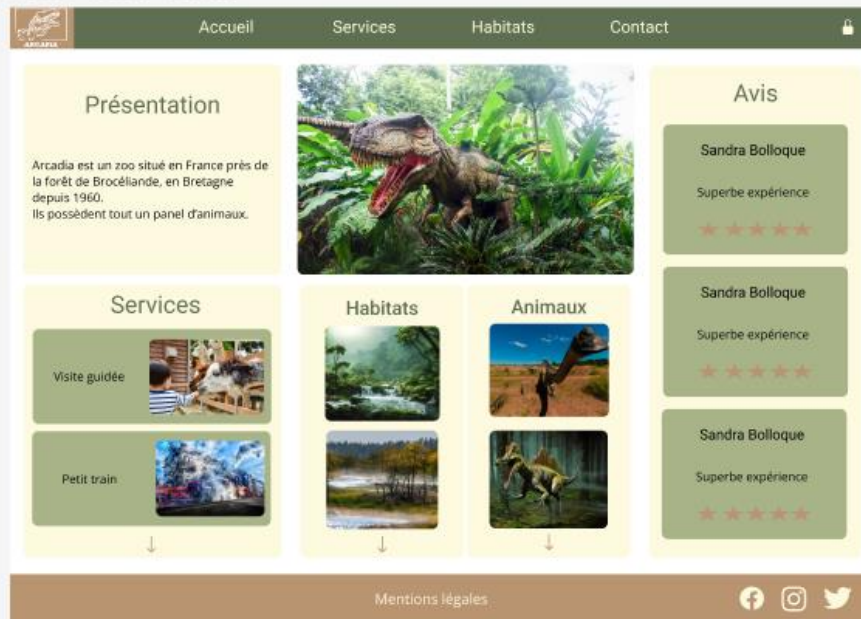 ARCADIA
Accueil Services Habitats Contact
Présentation
Arcadia est un zoo situé en France près de
la forêt de Brocéliande, en Bretagne
depuis 1960.
Ils possèdent tout un panel d'animaux.
Services
Visite guidée
Petit train
Habitats
Animaux
Avis
Sandra Bolloque
Superbe expérience
Sandra Bolloque
Superbe expérience
Sandra Bolloque
Superbe expérience
Mentions légales